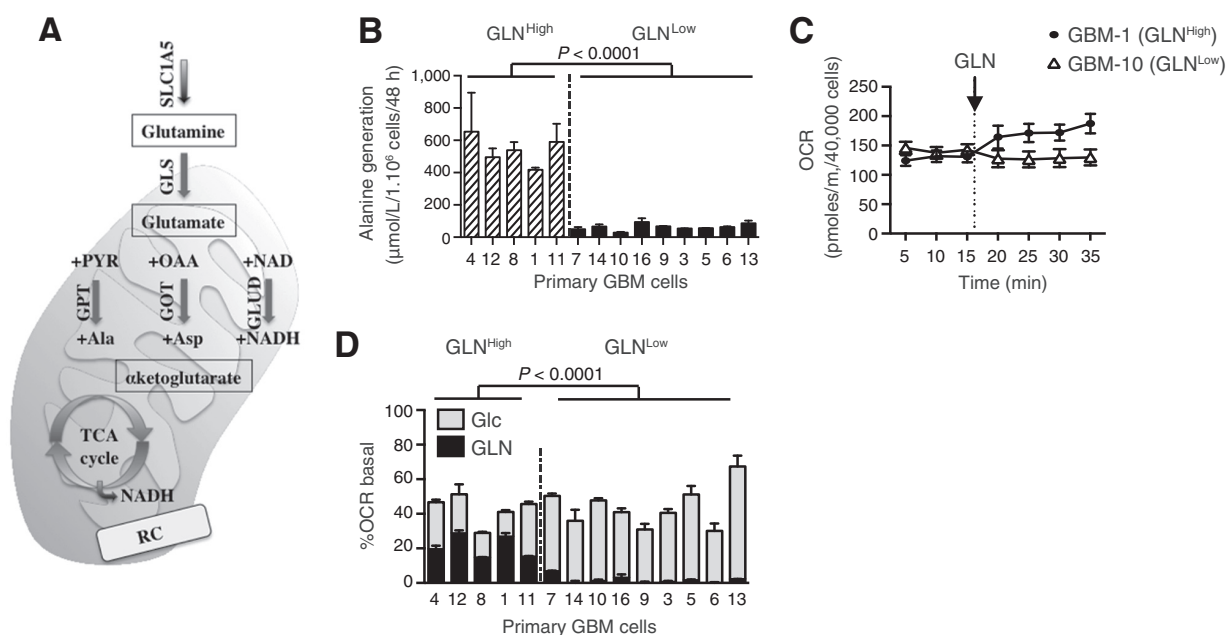 A
SLC1A5
Glutamine
GLS
Glutamate
+PYR +OAA +NAD
GPT GOT GLUD
+Ala +Asp +NADH
αketoglutarate
TCA
cycle
NADH
RC
B
GLN^High GLN^Low
P < 0.0001
Alanine generation
(µmol/L/1.10⁶ cells/48 h)
1,000
800
600
400
200
0
4 12 8 1 11 7 14 10 16 9 3 5 6 13
Primary GBM cells
C
GBM-1 (GLN^High)
GBM-10 (GLN^Low)
GLN
OCR
(pmoles/m,/40,000 cells)
250
200
150
100
50
0
5 10 15 20 25 30 35
Time (min)
D
GLN^High GLN^Low
P < 0.0001
%OCR basal
100
80
60
40
20
0
Glc
GLN
4 12 8 1 11 7 14 10 16 9 3 5 6 13
Primary GBM cells